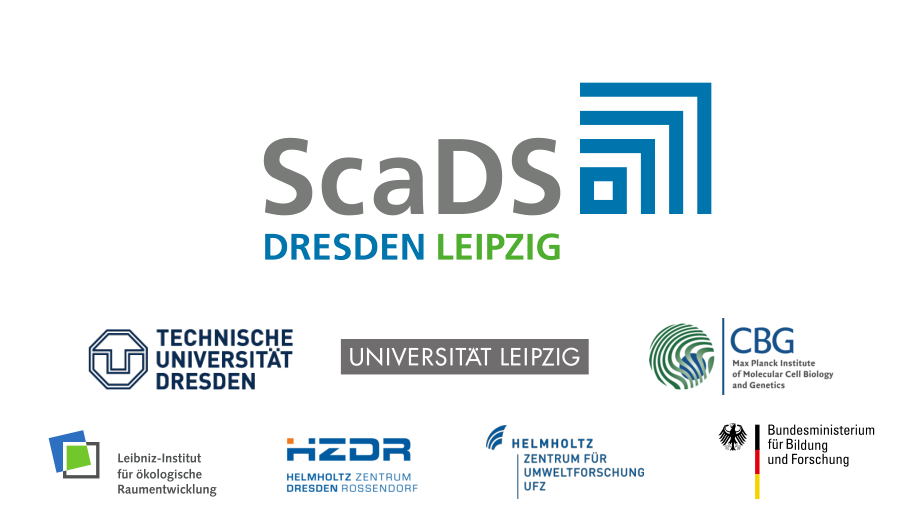 ScaDS
DRESDEN LEIPZIG
TECHNISCHE
UNIVERSITÄT
DRESDEN
UNIVERSITÄT LEIPZIG
CBG
Max Planck Institute
of Molecular Cell Biology
and Genetics
Leibniz-Institut
für ökologische
Raumentwicklung
HZDR
HELMHOLTZ ZENTRUM
DRESDEN ROSSENDORF
HELMHOLTZ
ZENTRUM FÜR
UMWELTFORSCHUNG
UFZ
Bundesministerium
für Bildung
und Forschung